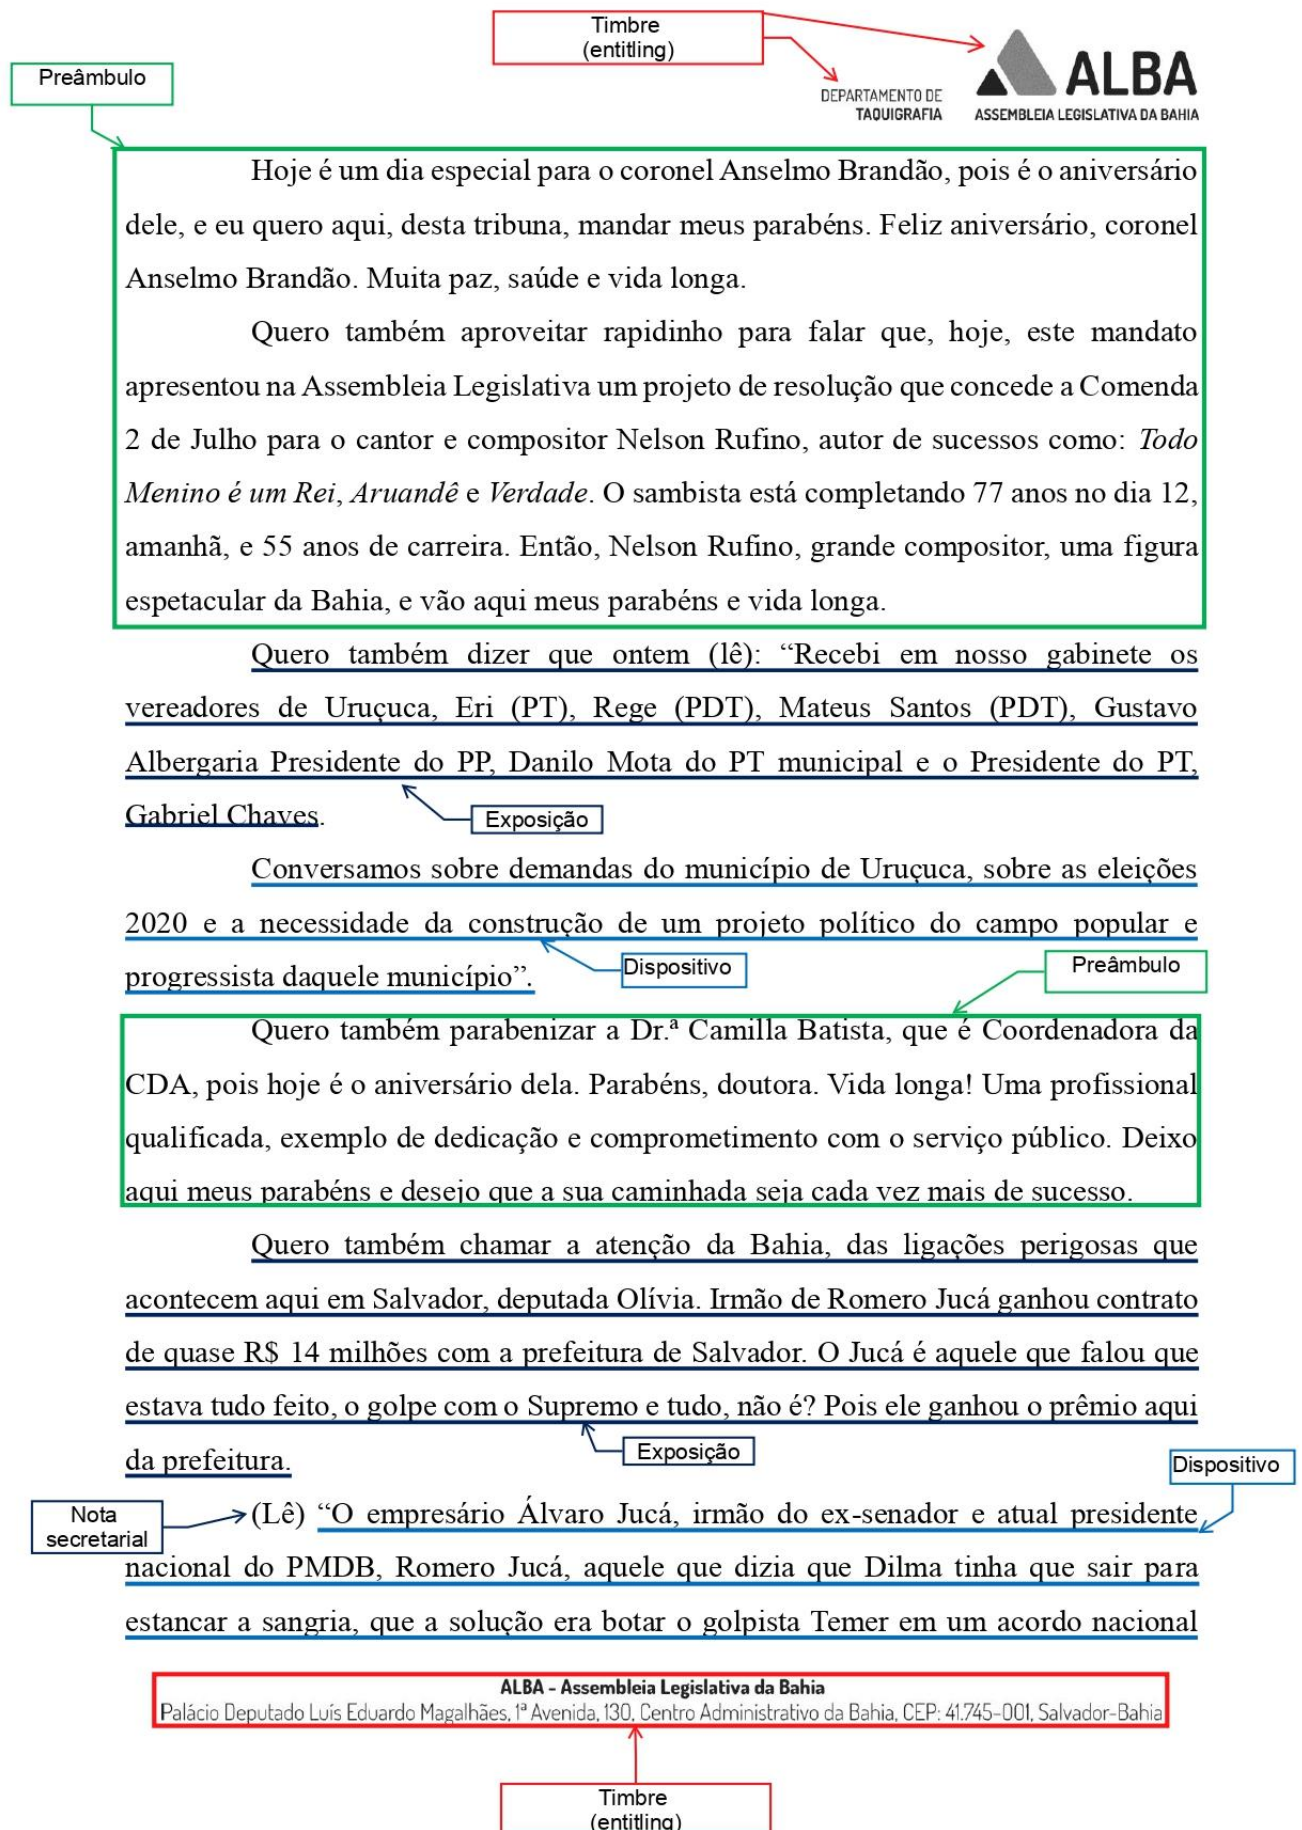 Timbre
(entitling)
Preâmbulo
DEPARTAMENTO DE
TAQUIGRAFIA
ALBA
ASSEMBLEIA LEGISLATIVA DA BAHIA
Hoje é um dia especial para o coronel Anselmo Brandão, pois é o aniversário
dele, e eu quero aqui, desta tribuna, mandar meus parabéns. Feliz aniversário, coronel
Anselmo Brandão. Muita paz, saúde e vida longa.
Quero também aproveitar rapidinho para falar que, hoje, este mandato
apresentou na Assembleia Legislativa um projeto de resolução que concede a Comenda
2 de Julho para o cantor e compositor Nelson Rufino, autor de sucessos como: Todo
Menino é um Rei, Aruandê e Verdade. O sambista está completando 77 anos no dia 12,
amanhã, e 55 anos de carreira. Então, Nelson Rufino, grande compositor, uma figura
espetacular da Bahia, e vão aqui meus parabéns e vida longa.
Quero também dizer que ontem (lê): “Recebi em nosso gabinete os
vereadores de Uruçuca, Eri (PT), Rege (PDT), Mateus Santos (PDT), Gustavo
Albergaria Presidente do PP, Danilo Mota do PT municipal e o Presidente do PT,
Gabriel Chaves.
Exposição
Conversamos sobre demandas do município de Uruçuca, sobre as eleições
2020 e a necessidade da construção de um projeto político do campo popular e
progressista daquele município”.
Dispositivo
Preâmbulo
Quero também parabenizar a Dr.ª Camilla Batista, que é Coordenadora da
CDA, pois hoje é o aniversário dela. Parabéns, doutora. Vida longa! Uma profissional
qualificada, exemplo de dedicação e comprometimento com o serviço público. Deixo
aqui meus parabéns e desejo que a sua caminhada seja cada vez mais de sucesso.
Quero também chamar a atenção da Bahia, das ligações perigosas que
acontecem aqui em Salvador, deputada Olívia. Irmão de Romero Jucá ganhou contrato
de quase R$ 14 milhões com a prefeitura de Salvador. O Jucá é aquele que falou que
estava tudo feito, o golpe com o Supremo e tudo, não é? Pois ele ganhou o prêmio aqui
da prefeitura.
Exposição
Dispositivo
Nota
secretarial
(Lê) “O empresário Álvaro Jucá, irmão do ex-senador e atual presidente
nacional do PMDB, Romero Jucá, aquele que dizia que Dilma tinha que sair para
estancar a sangria, que a solução era botar o golpista Temer em um acordo nacional
ALBA - Assembleia Legislativa da Bahia
Palácio Deputado Luís Eduardo Magalhães, 1ª Avenida, 130, Centro Administrativo da Bahia, CEP: 41.745-001, Salvador-Bahia
Timbre
(entitling)